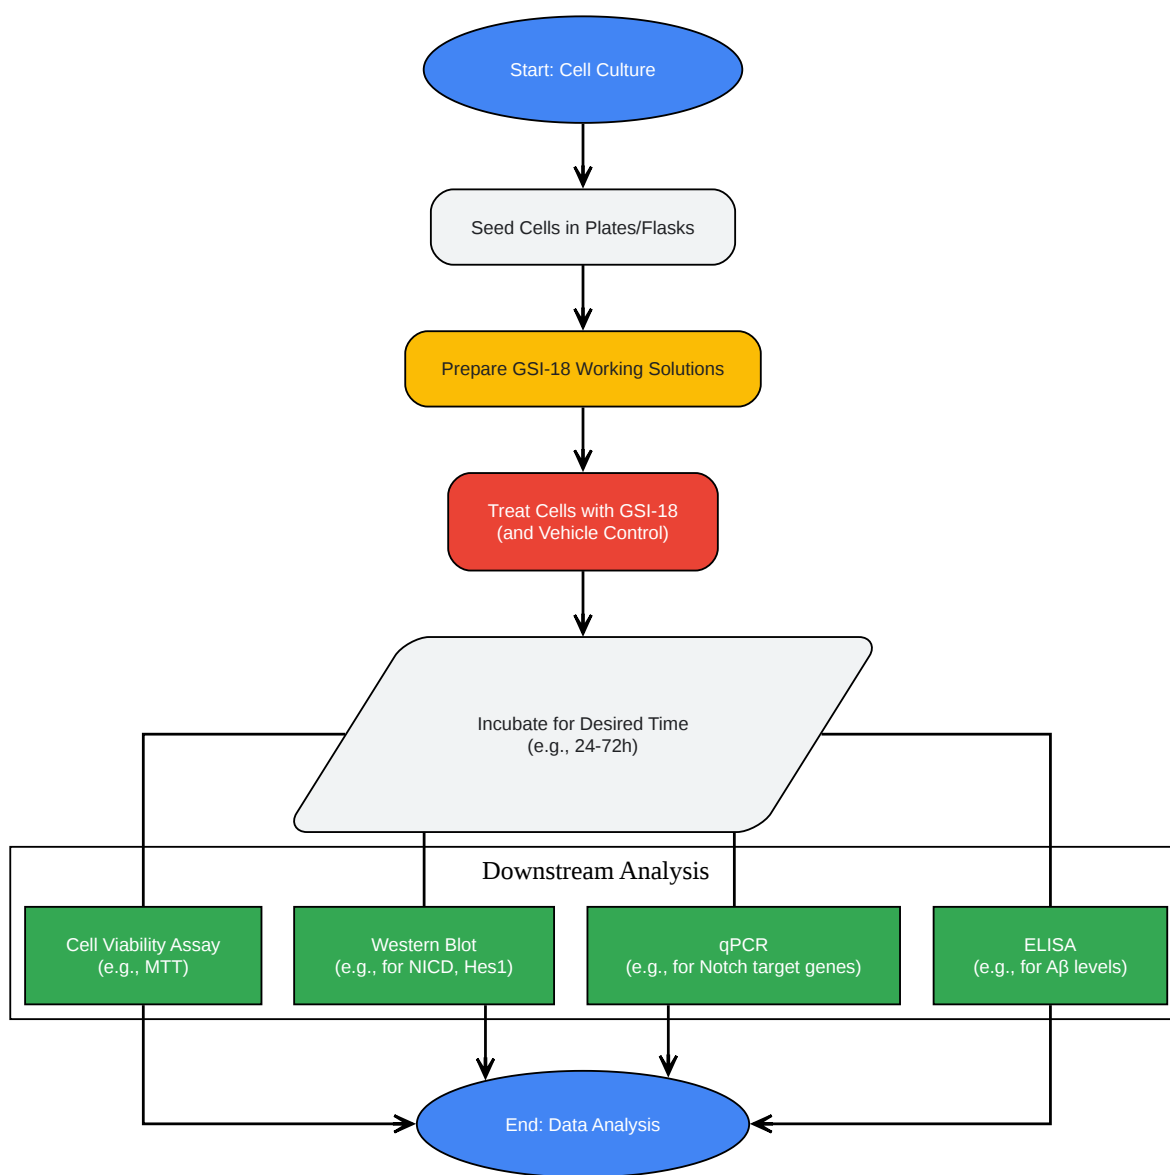 Start: Cell Culture
Seed Cells in Plates/Flasks
Prepare GSI-18 Working Solutions
Treat Cells with GSI-18
(and Vehicle Control)
Incubate for Desired Time
(e.g., 24-72h)
Downstream Analysis
Cell Viability Assay
(e.g., MTT)
Western Blot
(e.g., for NICD, Hes1)
qPCR
(e.g., for Notch target genes)
ELISA
(e.g., for Aβ levels)
End: Data Analysis